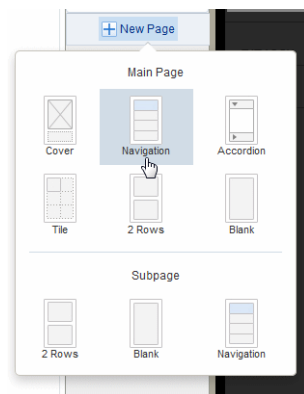 New Page
Main Page
Cover Navigation Accordion
Tile 2 Rows Blank
Subpage
2 Rows Blank Navigation